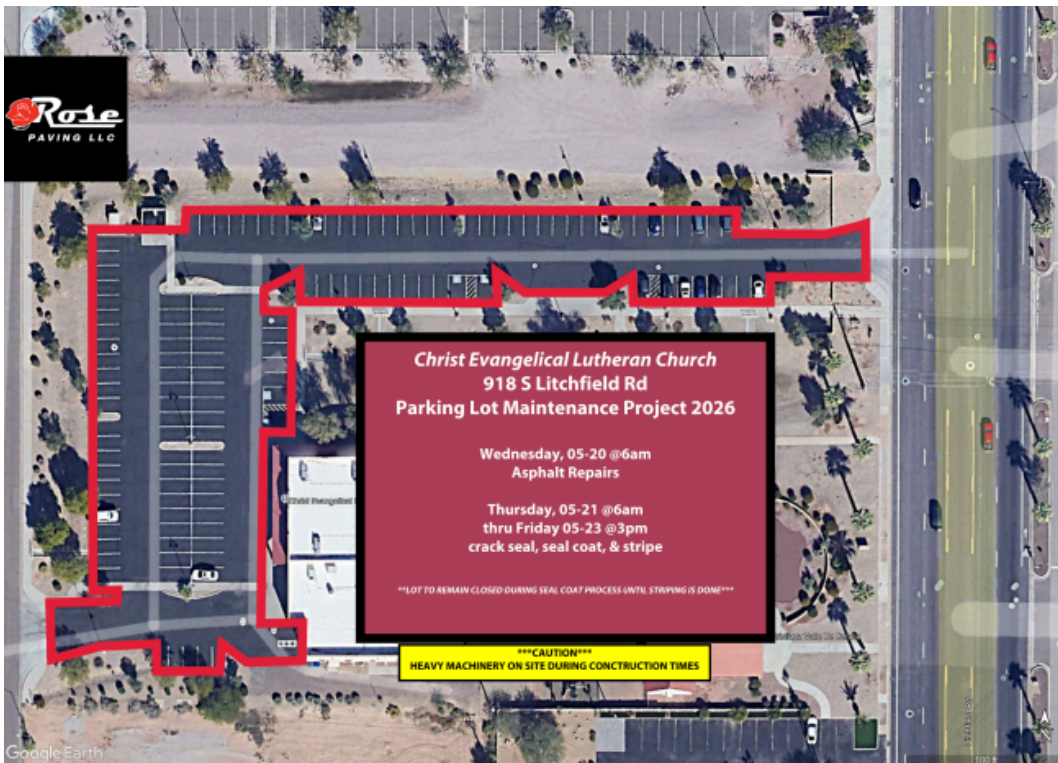 Rose
PAVING LLC
Christ Evangelical Lutheran Church
918 S Litchfield Rd
Parking Lot Maintenance Project 2026
Wednesday, 05-20 @6am
Asphalt Repairs
Thursday, 05-21 @6am
thru Friday 05-23 @3pm
crack seal, seal coat, & stripe
**LOT TO REMAIN CLOSED DURING SEAL COAT PROCESS UNTIL STRIPING IS DONE***
Christ Evangelical
***CAUTION***
HEAVY MACHINERY ON SITE DURING CONCTRUCTION TIMES
Google Earth